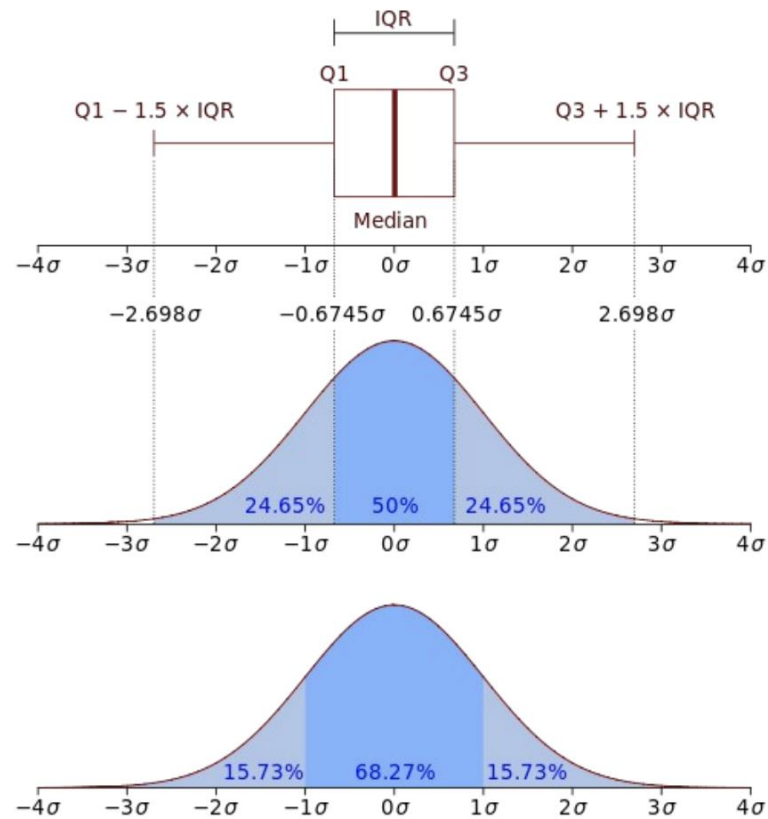 IQR
Q1 Q3
Q1 − 1.5 × IQR Q3 + 1.5 × IQR
Median
−4σ −3σ −2σ −1σ 0σ 1σ 2σ 3σ 4σ
−2.698σ −0.6745σ 0.6745σ 2.698σ
24.65% 50% 24.65%
−4σ −3σ −2σ −1σ 0σ 1σ 2σ 3σ 4σ
15.73% 68.27% 15.73%
−4σ −3σ −2σ −1σ 0σ 1σ 2σ 3σ 4σ